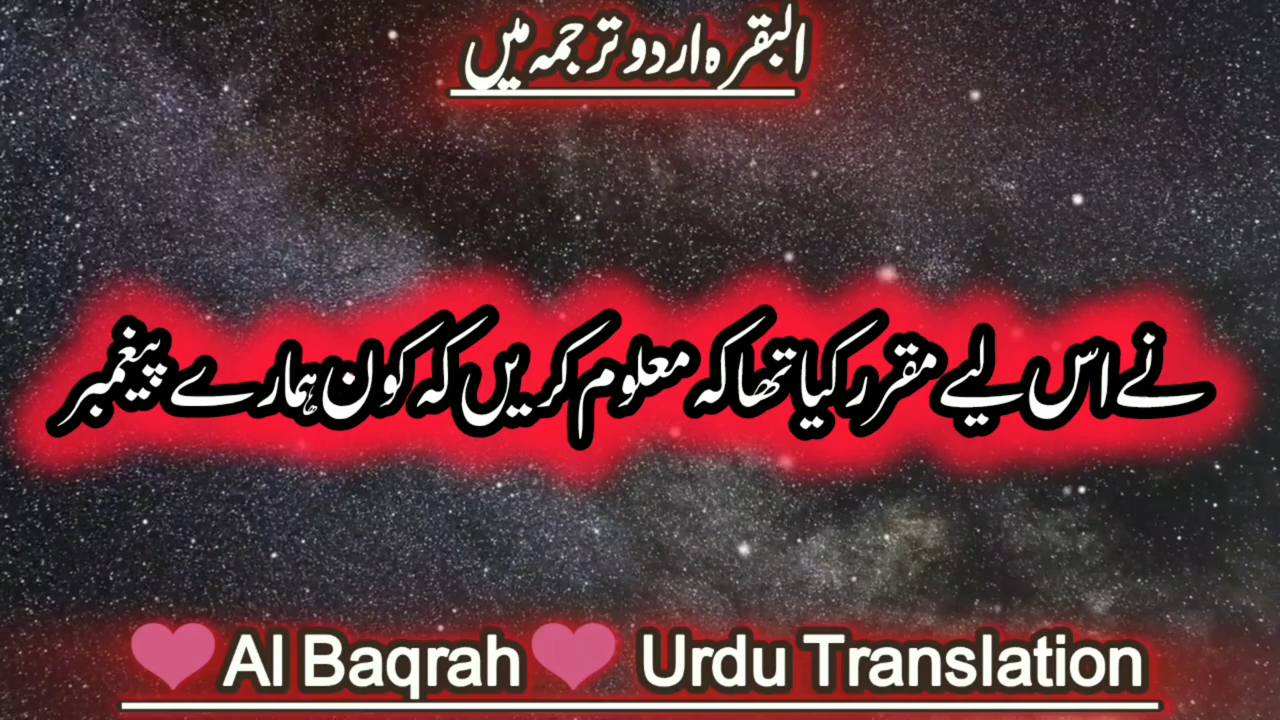 البقرہ اردو ترجمہ میں
نے اس لیے مقرر کیا تھا کہ معلوم کریں کہ کون ہمارے پیغمبر
Al Baqrah Urdu Translation